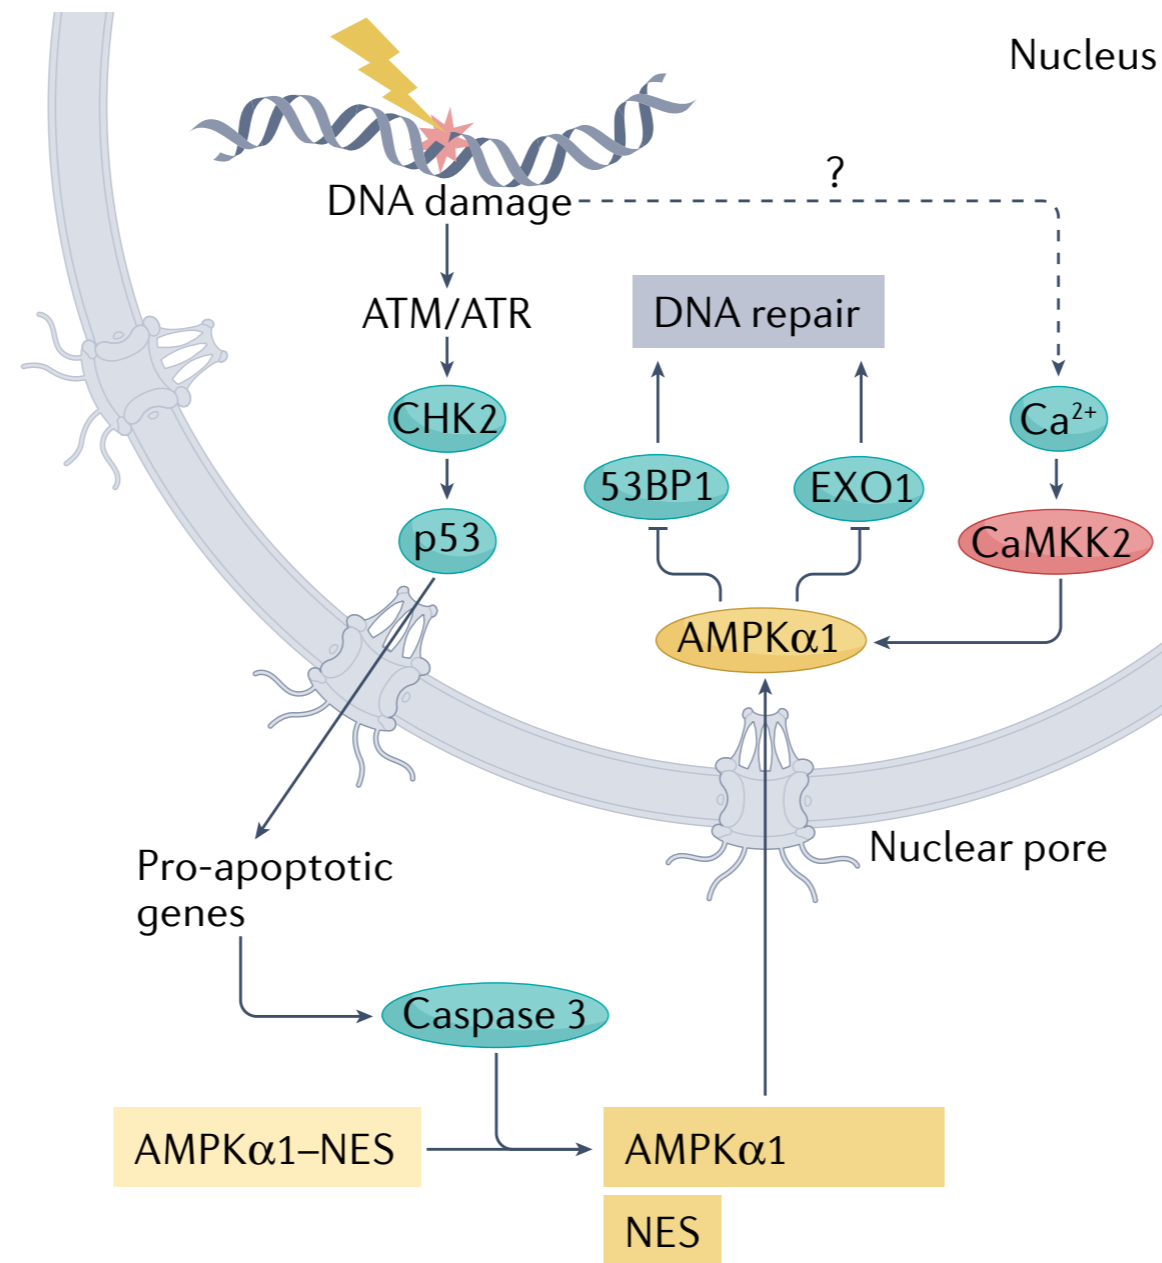 Nucleus
?
DNA damage
ATM/ATR
DNA repair
CHK2
Ca²⁺
53BP1
EXO1
p53
CaMKK2
AMPKα1
Nuclear pore
Pro-apoptotic
genes
Caspase 3
AMPKα1–NES
AMPKα1
NES